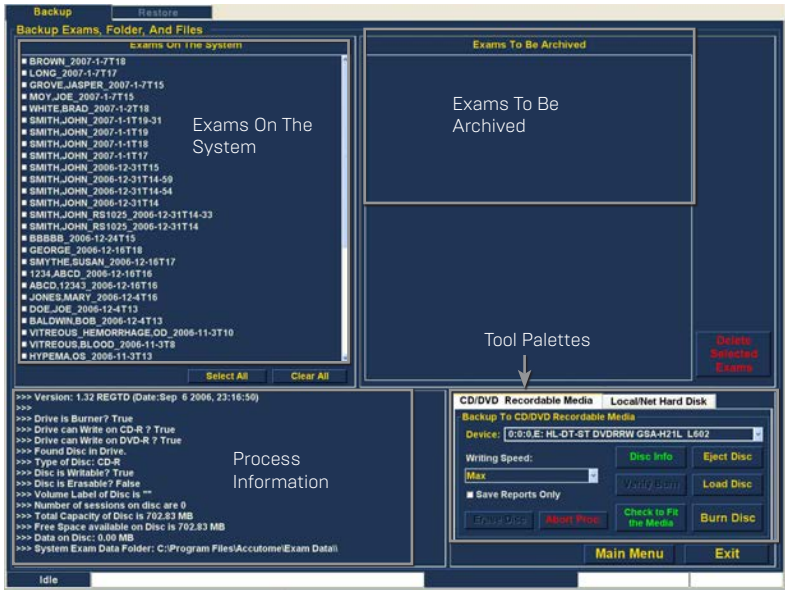 Backup
Restore
Backup Exams, Folder, And Files
Exams On The System
BROWN_2007-1-7T18
LONG_2007-1-7T17
GROVE,JASPER_2007-1-7T15
MOY,JOE_2007-1-7T15
WHITE,BRAD_2007-1-2T18
SMITH,JOHN_2007-1-1T19-31
SMITH,JOHN_2007-1-1T19
SMITH,JOHN_2007-1-1T18
SMITH,JOHN_2007-1-1T17
SMITH,JOHN_2006-12-31T15
SMITH,JOHN_2006-12-31T14-59
SMITH,JOHN_2006-12-31T14-54
SMITH,JOHN_2006-12-31T14
SMITH,JOHN_RS1025_2006-12-31T14-33
SMITH,JOHN_RS1025_2006-12-31T14
BBBBB_2006-12-24T15
GEORGE_2006-12-16T18
SMYTHE,SUSAN_2006-12-16T17
1234,ABCD_2006-12-16T16
ABCD,12343_2006-12-16T16
JONES,MARY_2006-12-4T16
DOE,JOE_2006-12-4T13
BALDWIN,BOB_2006-12-4T13
VITREOUS_HEMORRHAGE,OD_2006-11-3T10
VITREOUS,BLOOD_2006-11-3T8
HYPEMA,OS_2006-11-3T13
Exams On The
System
Select All
Clear All
Exams To Be Archived
Exams To Be
Archived
Tool Palettes
Delete
Selected
Exams
>>> Version: 1.32 REGTD (Date:Sep 6 2006, 23:16:50)
>>>
>>> Drive is Burner? True
>>> Drive can Write on CD-R ? True
>>> Drive can Write on DVD-R ? True
>>> Found Disc in Drive.
>>> Type of Disc: CD-R
>>> Disc is Writable? True
>>> Disc is Erasable? False
>>> Volume Label of Disc is ""
>>> Number of sessions on disc are 0
>>> Total Capacity of Disc is 702.83 MB
>>> Free Space available on Disc is 702.83 MB
>>> Data on Disc: 0.00 MB
>>> System Exam Data Folder: C:\Program Files\Accutome\Exam Data\\
Process
Information
CD/DVD Recordable Media
Local/Net Hard Disk
Backup To CD/DVD Recordable Media
Device: 0:0:0,E: HL-DT-ST DVDRRW GSA-H21L L602
Writing Speed:
Max
Save Reports Only
Disc Info
Eject Disc
Verify Burn
Load Disc
Erase Disc
Abort Proc
Check to Fit
the Media
Burn Disc
Main Menu
Exit
Idle